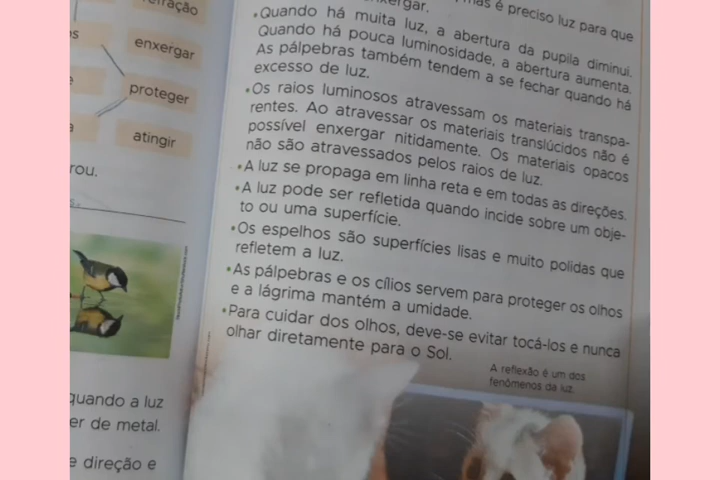 enxergar
proteger
atingir
rou.
quando a luz
er de metal.
e direção e
mas é preciso luz para que
•Quando há muita luz, a abertura da pupila diminui.
Quando há pouca luminosidade, a abertura aumenta.
As pálpebras também tendem a se fechar quando há
excesso de luz.
•Os raios luminosos atravessam os materiais transpa-
rentes. Ao atravessar os materiais translúcidos não é
possível enxergar nitidamente. Os materiais opacos
não são atravessados pelos raios de luz.
•A luz se propaga em linha reta e em todas as direções.
•A luz pode ser refletida quando incide sobre um obje-
to ou uma superfície.
•Os espelhos são superfícies lisas e muito polidas que
refletem a luz.
•As pálpebras e os cílios servem para proteger os olhos
e a lágrima mantém a umidade.
•Para cuidar dos olhos, deve-se evitar tocá-los e nunca
olhar diretamente para o Sol.
A reflexão é um dos
fenômenos da luz.